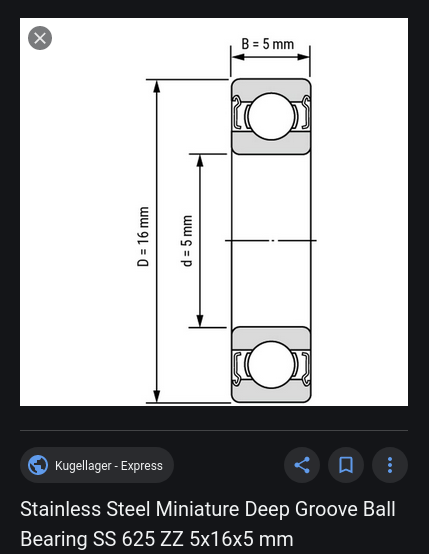 B = 5 mm
D = 16 mm
d = 5 mm
Kugellager - Express
Stainless Steel Miniature Deep Groove Ball
Bearing SS 625 ZZ 5x16x5 mm